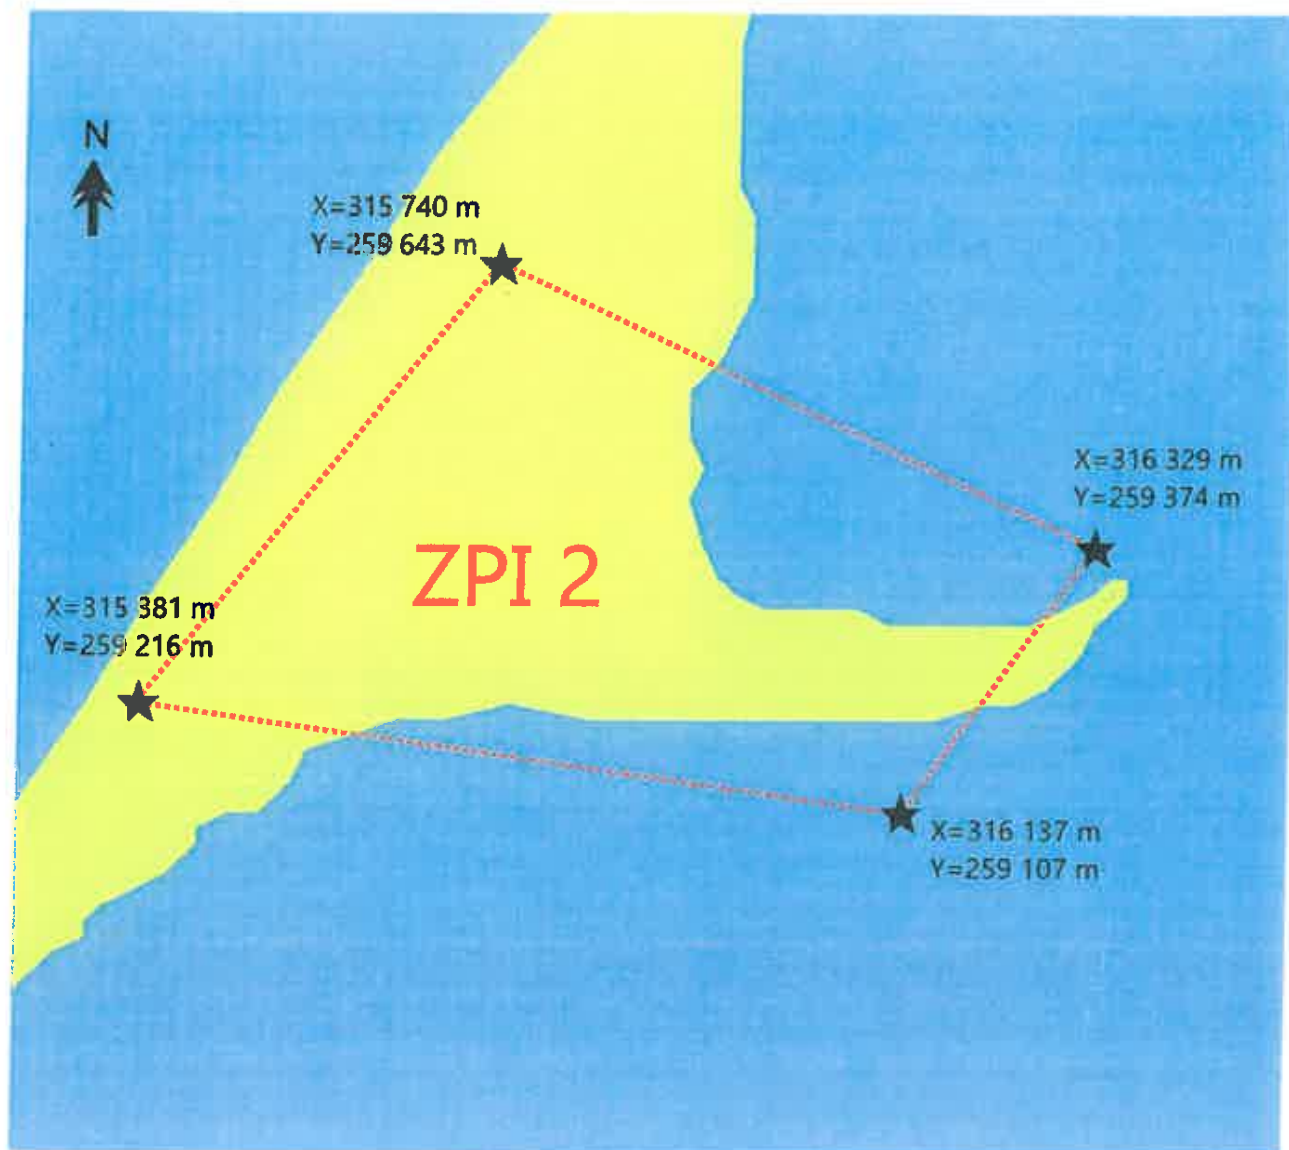 N
X=315 740 m
Y=259 643 m
X=316 329 m
Y=259 374 m
ZPI 2
X=315 381 m
Y=259 216 m
X=316 137 m
Y=259 107 m